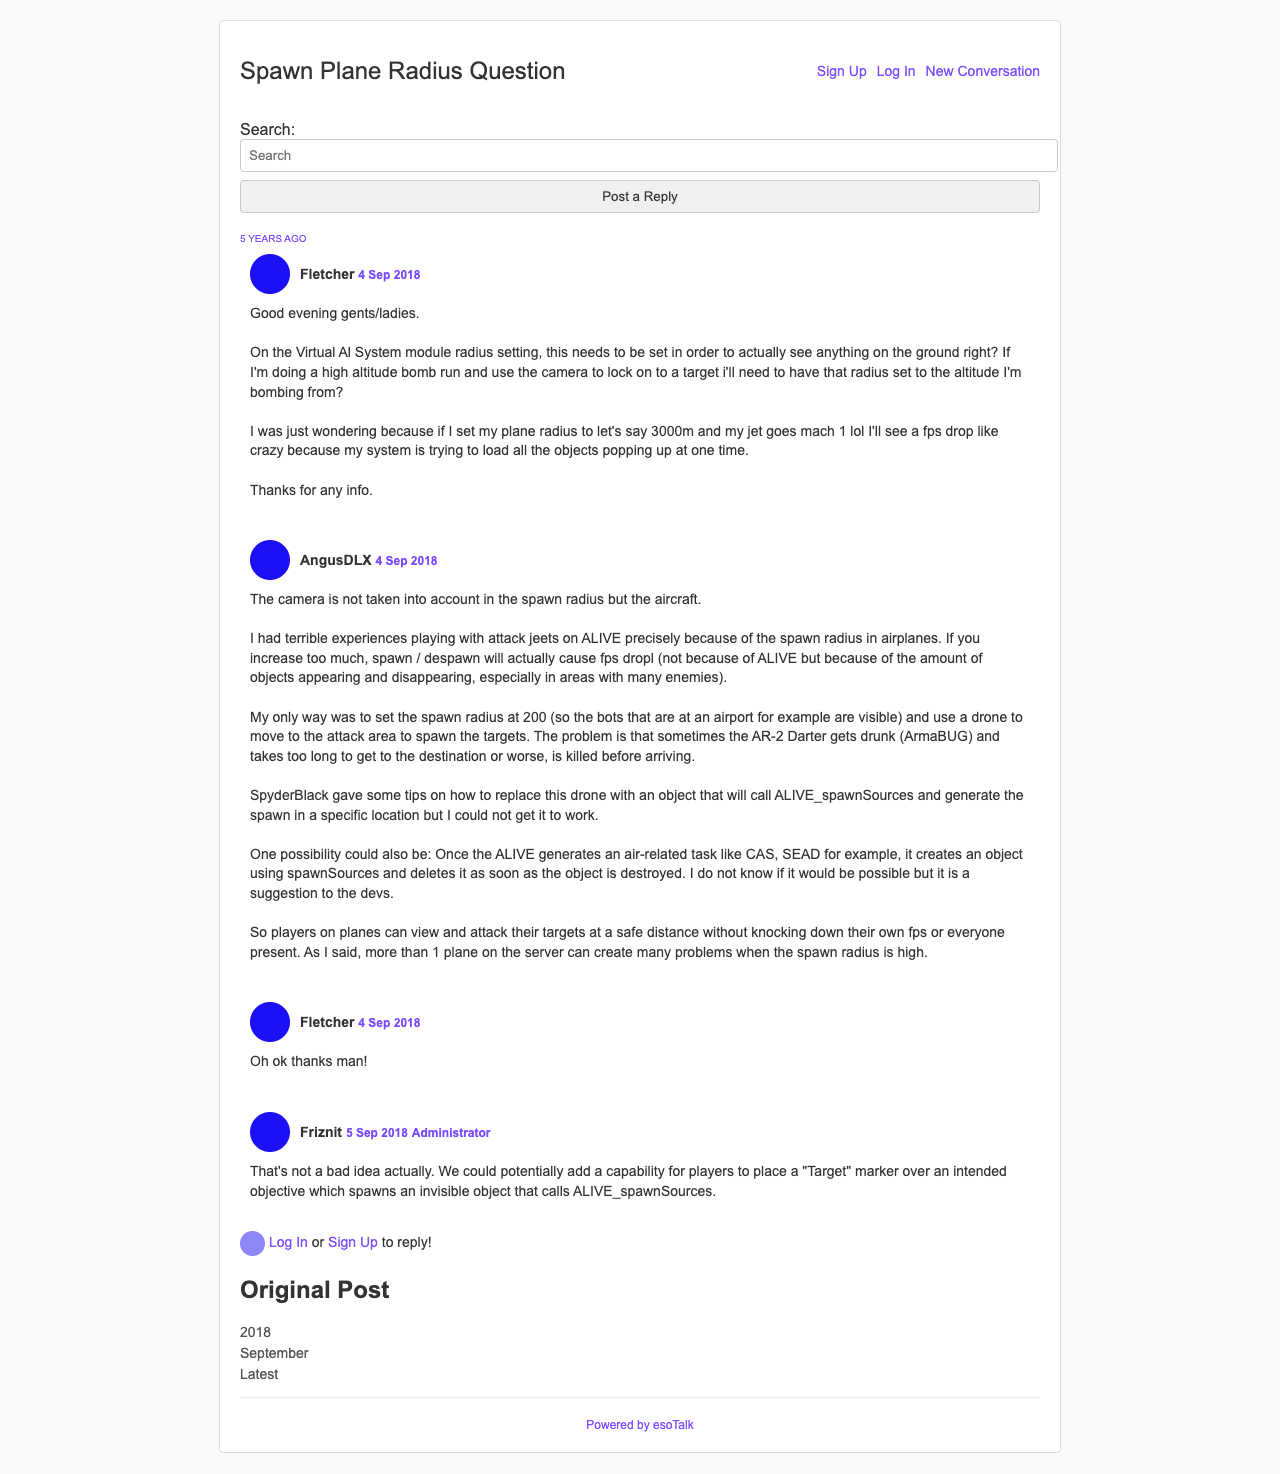 Spawn Plane Radius Question
Sign Up Log In New Conversation
Search:
Search
Post a Reply
5 YEARS AGO
Fletcher 4 Sep 2018
Good evening gents/ladies.
On the Virtual AI System module radius setting, this needs to be set in order to actually see anything on the ground right? If
I'm doing a high altitude bomb run and use the camera to lock on to a target i'll need to have that radius set to the altitude I'm
bombing from?
I was just wondering because if I set my plane radius to let's say 3000m and my jet goes mach 1 lol I'll see a fps drop like
crazy because my system is trying to load all the objects popping up at one time.
Thanks for any info.
AngusDLX 4 Sep 2018
The camera is not taken into account in the spawn radius but the aircraft.
I had terrible experiences playing with attack jeets on ALIVE precisely because of the spawn radius in airplanes. If you
increase too much, spawn / despawn will actually cause fps dropl (not because of ALIVE but because of the amount of
objects appearing and disappearing, especially in areas with many enemies).
My only way was to set the spawn radius at 200 (so the bots that are at an airport for example are visible) and use a drone to
move to the attack area to spawn the targets. The problem is that sometimes the AR-2 Darter gets drunk (ArmaBUG) and
takes too long to get to the destination or worse, is killed before arriving.
SpyderBlack gave some tips on how to replace this drone with an object that will call ALIVE_spawnSources and generate the
spawn in a specific location but I could not get it to work.
One possibility could also be: Once the ALIVE generates an air-related task like CAS, SEAD for example, it creates an object
using spawnSources and deletes it as soon as the object is destroyed. I do not know if it would be possible but it is a
suggestion to the devs.
So players on planes can view and attack their targets at a safe distance without knocking down their own fps or everyone
present. As I said, more than 1 plane on the server can create many problems when the spawn radius is high.
Fletcher 4 Sep 2018
Oh ok thanks man!
Friznit 5 Sep 2018 Administrator
That's not a bad idea actually. We could potentially add a capability for players to place a "Target" marker over an intended
objective which spawns an invisible object that calls ALIVE_spawnSources.
Log In or Sign Up to reply!
Original Post
2018
September
Latest
Powered by esoTalk